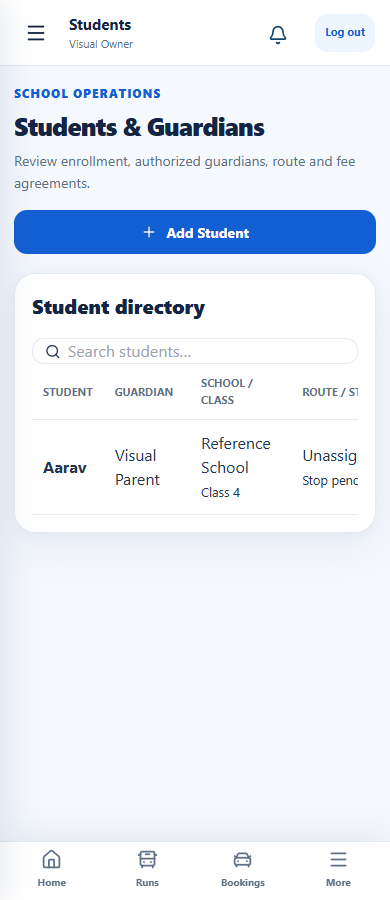 Students
Visual Owner
Log out
SCHOOL OPERATIONS
Students & Guardians
Review enrollment, authorized guardians, route and fee
agreements.
+ Add Student
Student directory
Search students...
STUDENT GUARDIAN SCHOOL / CLASS ROUTE / ST
Aarav
Visual
Parent
Reference
School
Class 4
Unassig
Stop pend
Home Runs Bookings More